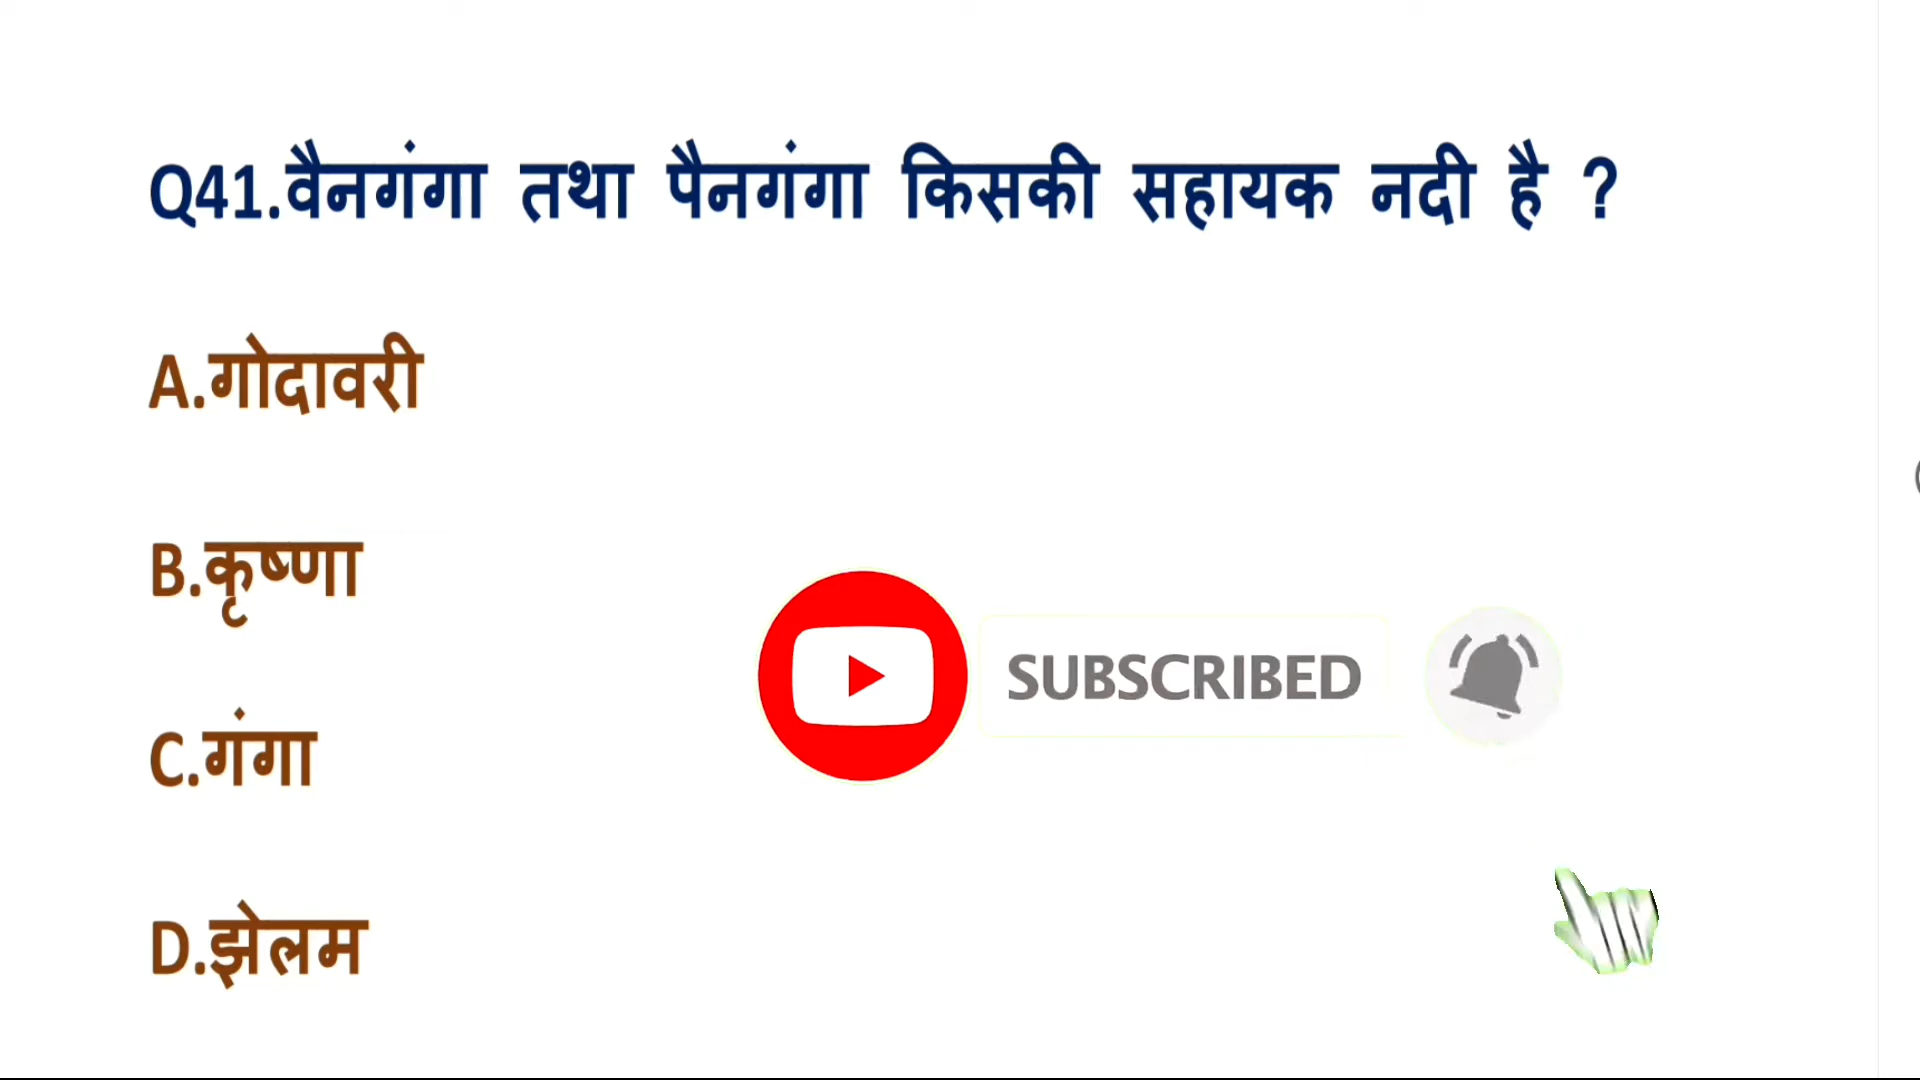 Q41.वैनगंगा तथा पैनगंगा किसकी सहायक नदी है ?
A.गोदावरी
B.कृष्णा
C.गंगा
SUBSCRIBED
D.झेलम